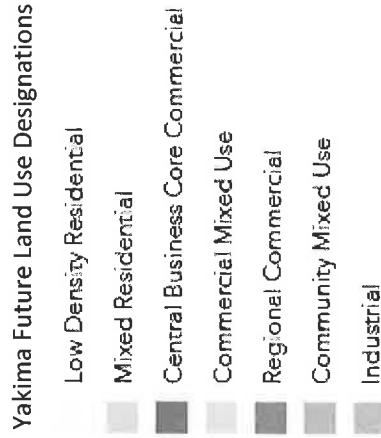 Yakima Future Land Use Designations
Low Density Residential
Mixed Residential
Central Business Core Commercial
Commercial Mixed Use
Regional Commercial
Community Mixed Use
Industrial